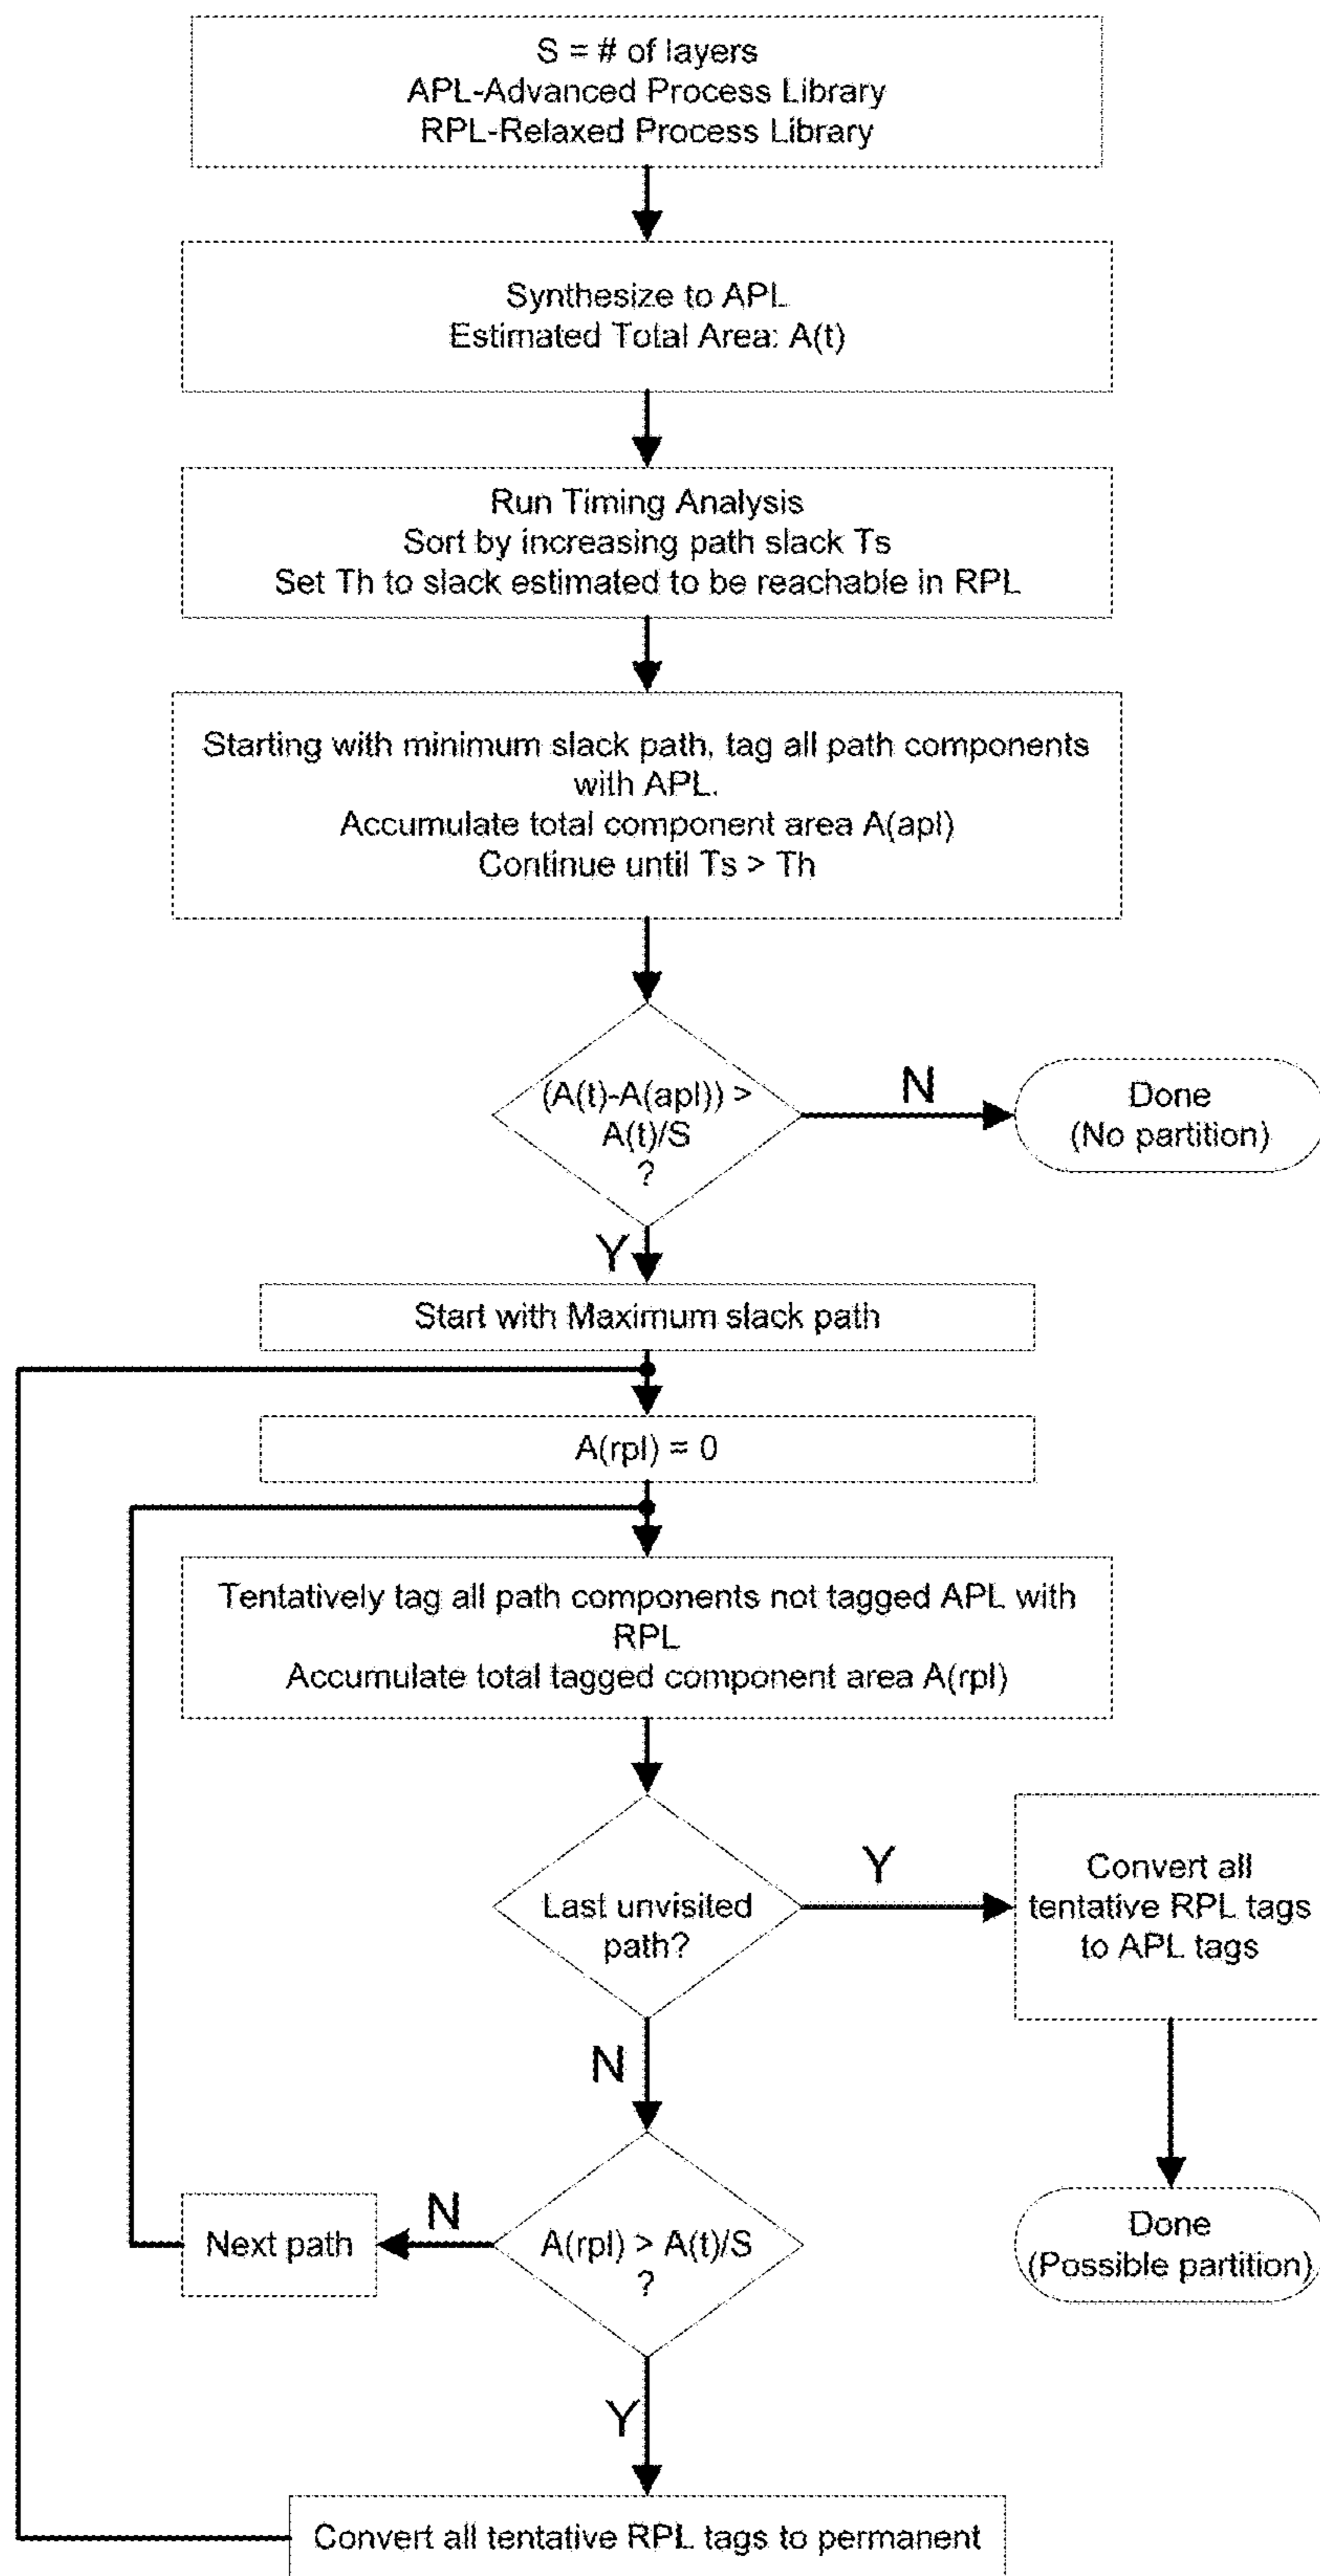 S = # of layers
APL-Advanced Process Library
RPL-Relaxed Process Library
Synthesize to APL
Estimated Total Area: A(t)
Run Timing Analysis
Sort by increasing path slack Ts
Set Th to slack estimated to be reachable in RPL
Starting with minimum slack path, tag all path components
with APL.
Accumulate total component area A(apl)
Continue until Ts > Th
(A(t)-A(apl)) >
A(t)/S
?
N
Done
(No partition)
Y
Start with Maximum slack path
A(rpl) = 0
Tentatively tag all path components not tagged APL with
RPL
Accumulate total tagged component area A(rpl)
Last unvisited
path?
Y
Convert all
tentative RPL tags
to APL tags
N
Next path
N
A(rpl) > A(t)/S
?
Done
(Possible partition)
Y
Convert all tentative RPL tags to permanent